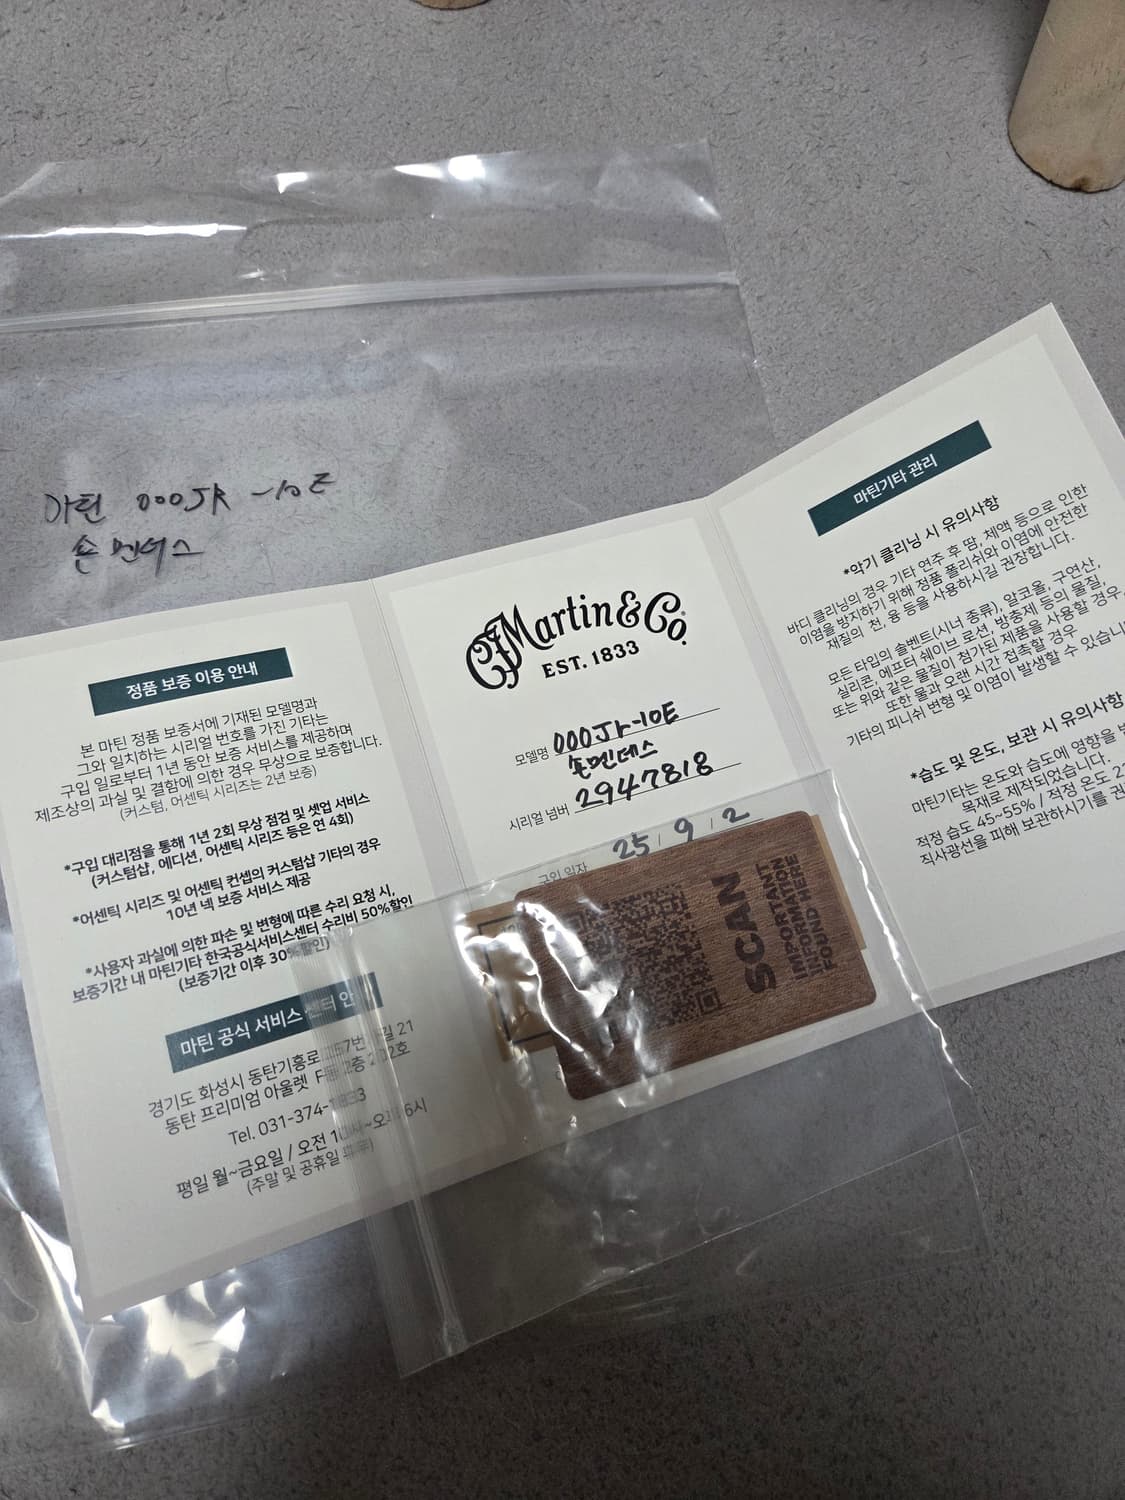 마틴 000JR -10E
숀 멘데스
정품 보증 이용 안내
본 마틴 정품 보증서에 기재된 모델명과
그와 일치하는 시리얼 번호를 가진 기타는
구입 일로부터 1년 동안 보증 서비스를 제공하며
제조상의 과실 및 결함에 의한 경우 무상으로 보증합니다.
(커스텀, 어센틱 시리즈는 2년 보증)
*구입 대리점을 통해 1년 2회 무상 점검 및 셋업 서비스
(커스텀샵, 에디션, 어센틱 시리즈 등은 연 4회)
*어센틱 시리즈 및 어센틱 컨셉의 커스텀샵 기타의 경우
10년 넥 보증 서비스 제공
*사용자 과실에 의한 파손 및 변형에 따른 수리 요청 시,
보증기간 내 마틴기타 한국공식서비스센터 수리비 50%할인
(보증기간 이후 30%할인)
마틴 공식 서비스 센터 안
경기도 화성시 동탄기흥로 길 21
동탄 프리미엄 아울렛
Tel. 031-374-
평일 월~금요일 / 오전 6시
(주말 및 공휴일
CF Martin & Co.
EST. 1833
모델명 000Jr-10E
숀멘데스
시리얼 넘버 2947818
구입 일자 25 / 9 / 2
SCAN
IMPORTANT
INFORMATION
FOUND HERE
마틴기타 관리
*악기 클리닝 시 유의사항
바디 클리닝의 경우 기타 연주 후 땀, 체액 등으로 인한
이염을 방지하기 위해 정품 폴리쉬와 이염에 안전한
재질의 천, 융 등을 사용하시길 권장합니다.
모든 타입의 솔벤트(시너 종류), 알코올, 구연산,
실리콘, 에프터 쉐이브 로션, 방충제 등의 물질,
또는 위와 같은 물질이 첨가된 제품을 사용할 경우,
또한 물과 오랜 시간 접촉할 경우
기타의 피니쉬 변형 및 이염이 발생할 수 있습니
*습도 및 온도, 보관 시 유의사항
마틴기타는 온도와 습도에 영향을
목재로 제작되었습니다.
적정 습도 45~55% / 적정 온도
직사광선을 피해 보관하시기를